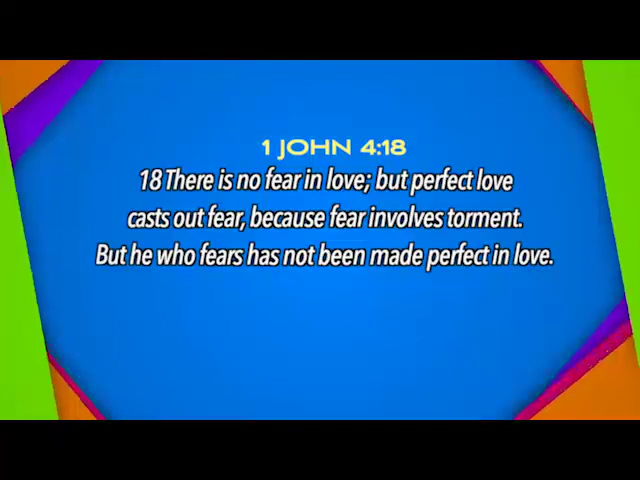 1 JOHN 4:18
18 There is no fear in love; but perfect love
casts out fear, because fear involves torment.
But he who fears has not been made perfect in love.